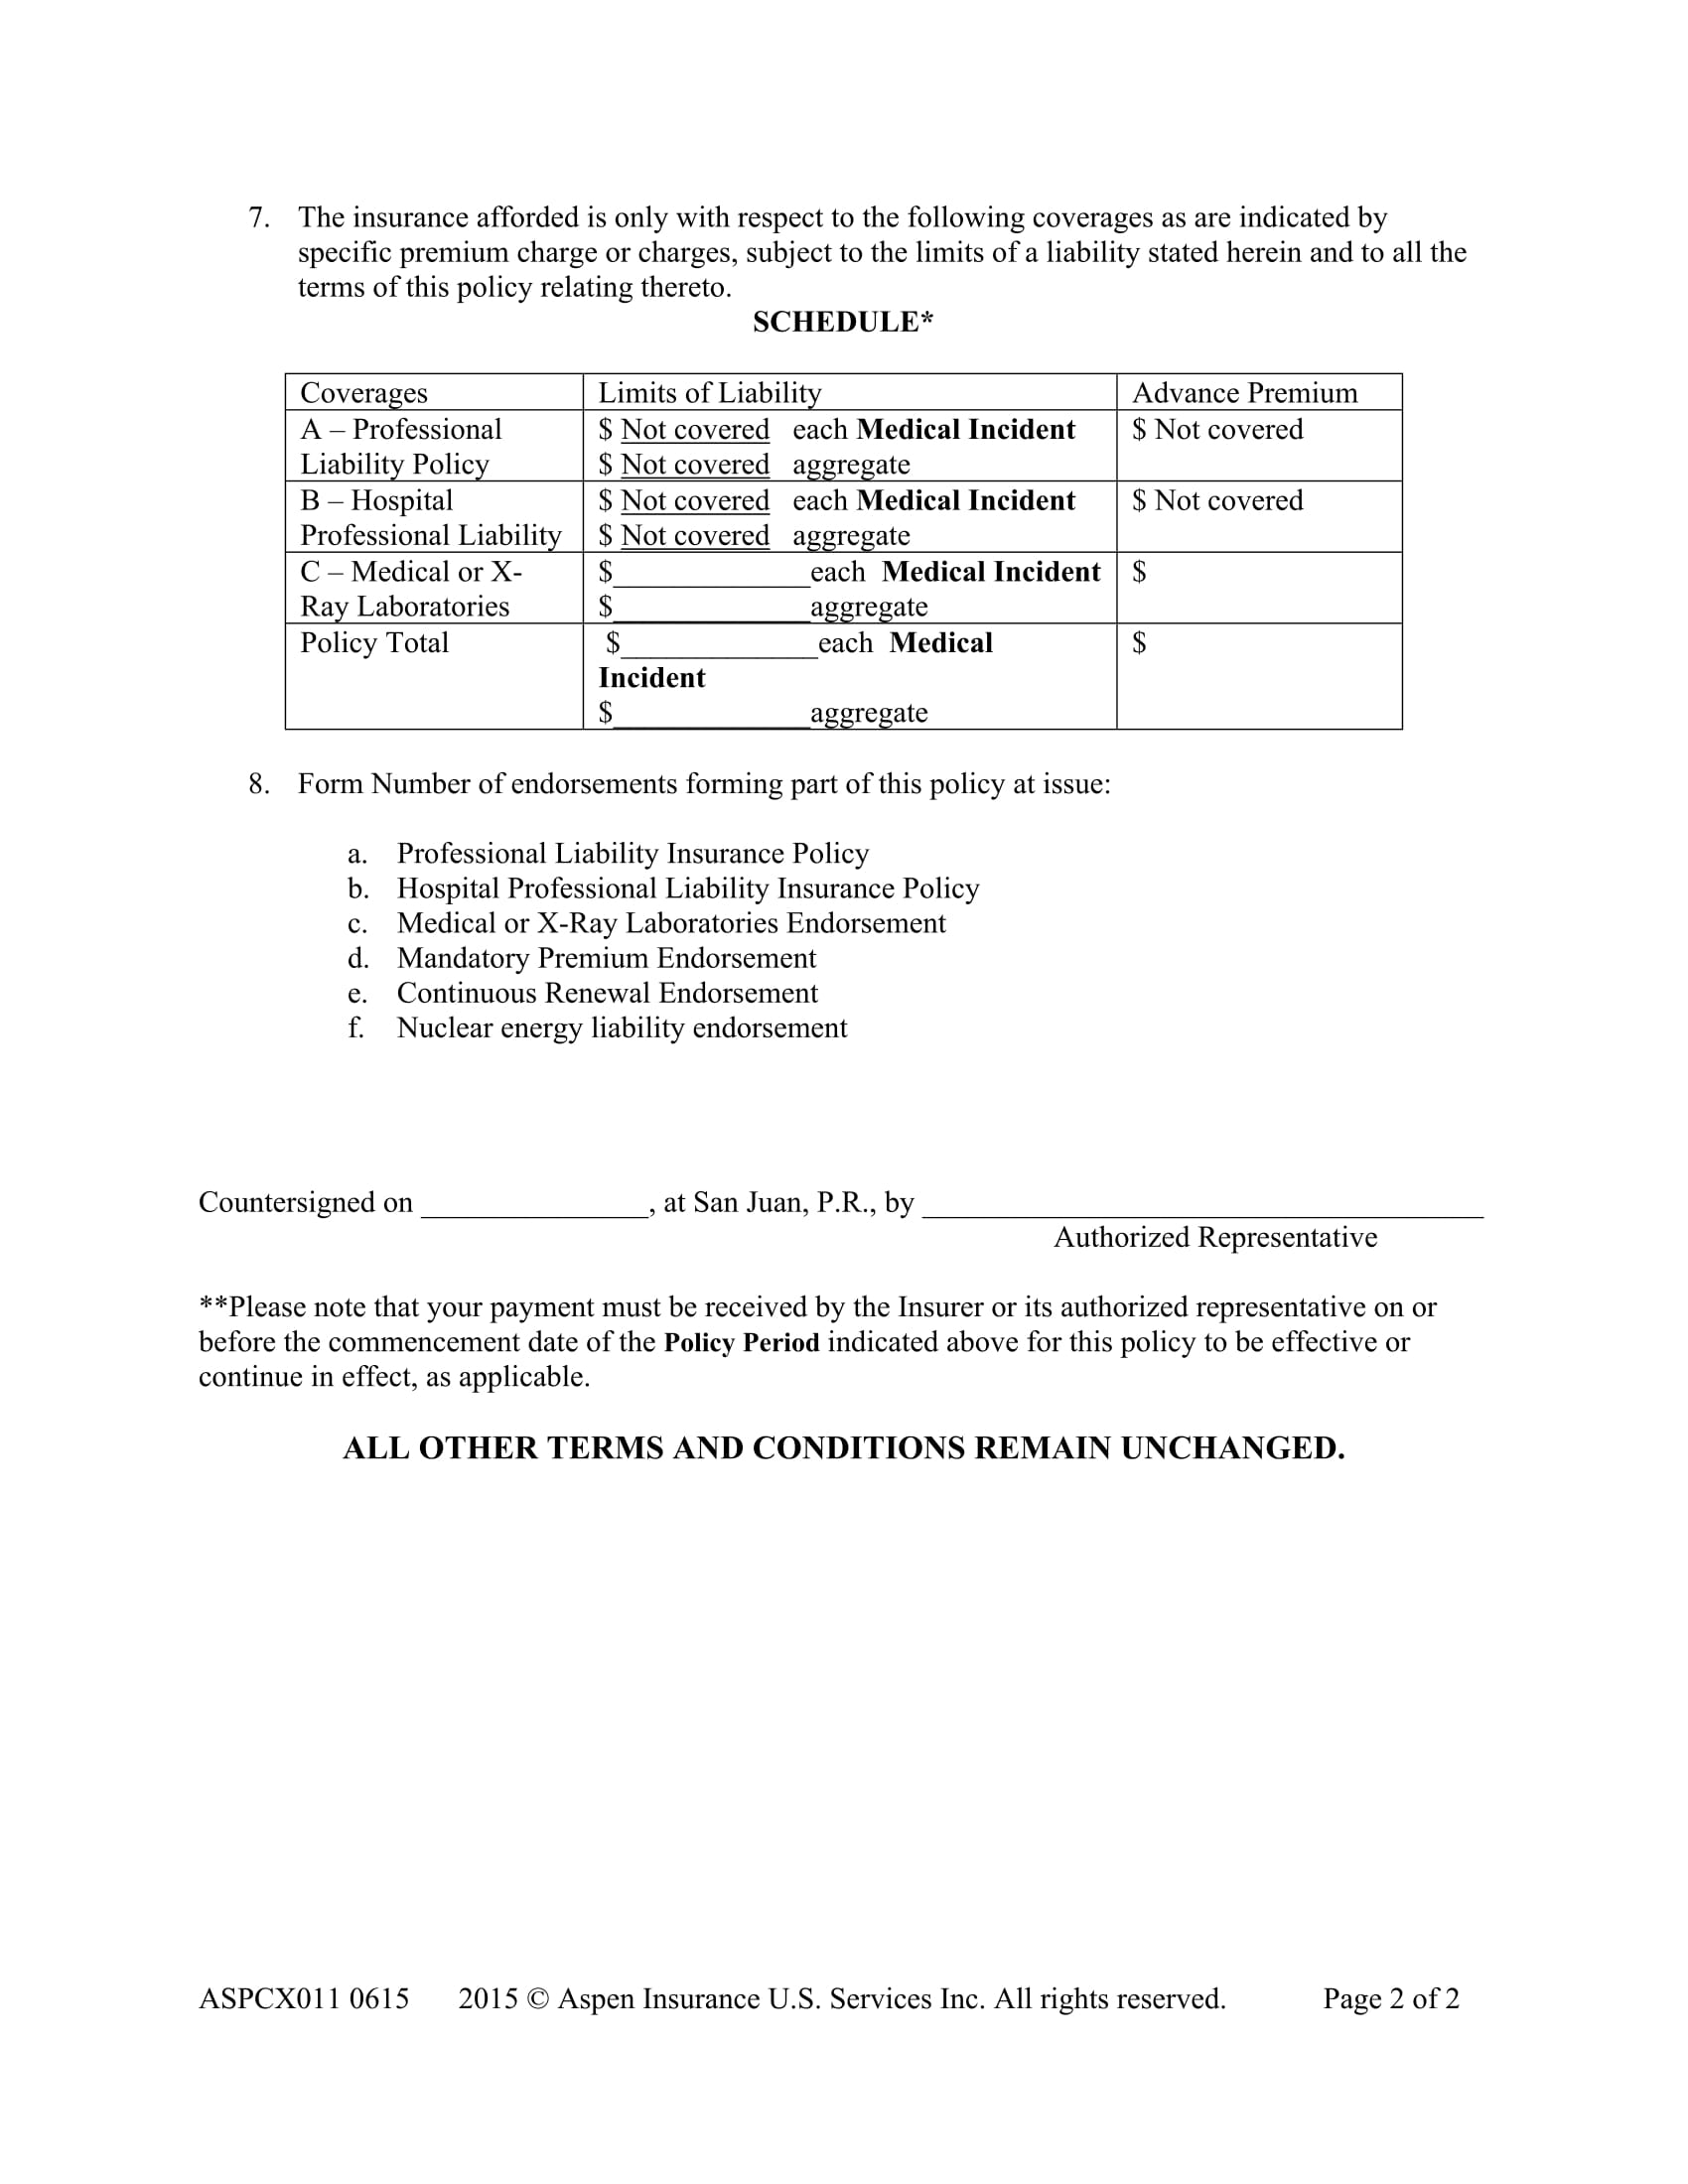 7. The insurance afforded is only with respect to the following coverages as are indicated by
specific premium charge or charges, subject to the limits of a liability stated herein and to all the
terms of this policy relating thereto.
SCHEDULE*
Coverages Limits of Liability Advance Premium
A – Professional $ Not covered each Medical Incident $ Not covered
Liability Policy $ Not covered aggregate
B – Hospital $ Not covered each Medical Incident $ Not covered
Professional Liability $ Not covered aggregate
C – Medical or X- $_____________each Medical Incident $
Ray Laboratories $_____________aggregate
Policy Total $_____________each Medical $
Incident
$_____________aggregate
8. Form Number of endorsements forming part of this policy at issue:
a. Professional Liability Insurance Policy
b. Hospital Professional Liability Insurance Policy
c. Medical or X-Ray Laboratories Endorsement
d. Mandatory Premium Endorsement
e. Continuous Renewal Endorsement
f. Nuclear energy liability endorsement
Countersigned on _______________, at San Juan, P.R., by _____________________________________
Authorized Representative
**Please note that your payment must be received by the Insurer or its authorized representative on or
before the commencement date of the Policy Period indicated above for this policy to be effective or
continue in effect, as applicable.
ALL OTHER TERMS AND CONDITIONS REMAIN UNCHANGED.
ASPCX011 0615 2015 © Aspen Insurance U.S. Services Inc. All rights reserved. Page 2 of 2